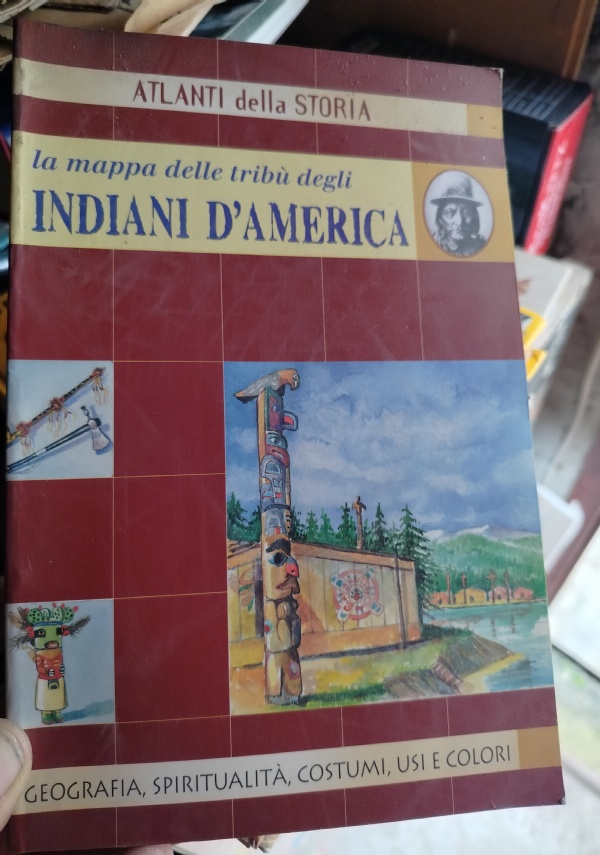 ATLANTI della STORIA
la mappa delle tribù degli
INDIANI D'AMERICA
GEOGRAFIA, SPIRITUALITÀ, COSTUMI, USI E COLORI